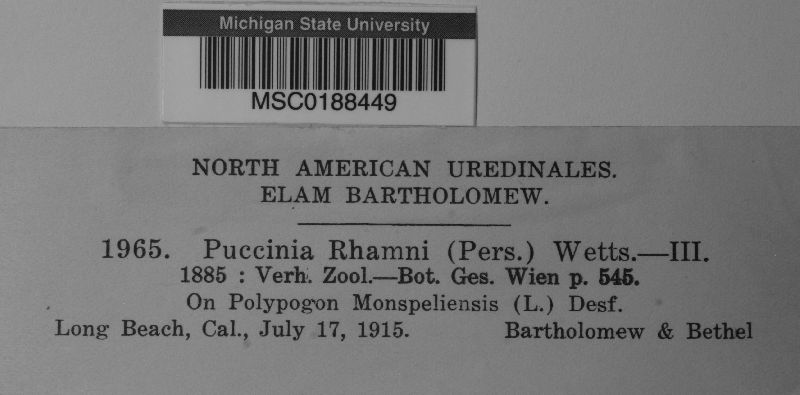 Michigan State University
MSC0188449
NORTH AMERICAN UREDINALES.
ELAM BARTHOLOMEW.
1965. Puccinia Rhamni (Pers.) Wetts.—III.
1885 : Verh. Zool.—Bot. Ges. Wien p. 545.
On Polypogon Monspeliensis (L.) Desf.
Long Beach, Cal., July 17, 1915. Bartholomew & Bethel